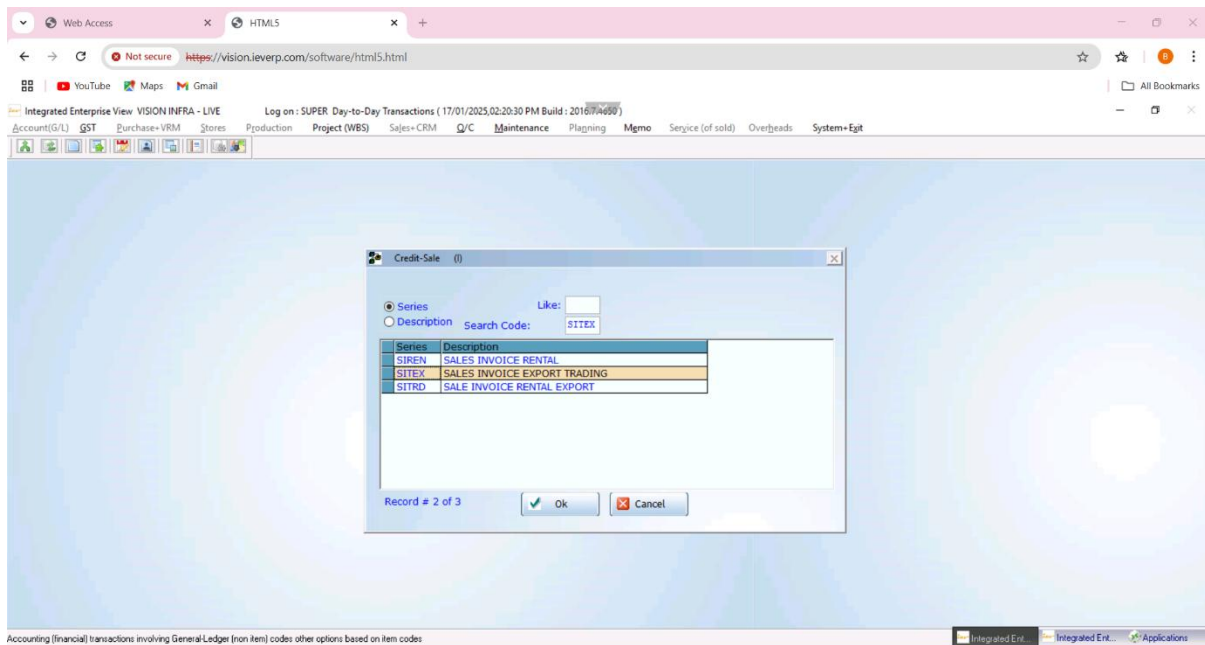 Web Access
HTML5
Not secure https://vision.ieverp.com/software/html5.html
B
YouTube Maps Gmail
All Bookmarks
Integrated Enterprise View VISION INFRA - LIVE Log on : SUPER Day-to-Day Transactions ( 17/01/2025,02:20:30 PM Build : 2016.7.4650 )
Account(G/L) GST Purchase+VRM Stores Production Project (WBS) Sales+CRM Q/C Maintenance Planning Memo Service (of sold) Overheads System+Exit
Credit-Sale (I)
Series Like:
Description Search Code: SITEX
Series Description
SIREN SALES INVOICE RENTAL
SITEX SALES INVOICE EXPORT TRADING
SITRD SALE INVOICE RENTAL EXPORT
Record # 2 of 3 Ok Cancel
Accounting (financial) transactions involving General-Ledger (non item) codes other options based on item codes
Integrated Ent... Integrated Ent... Applications